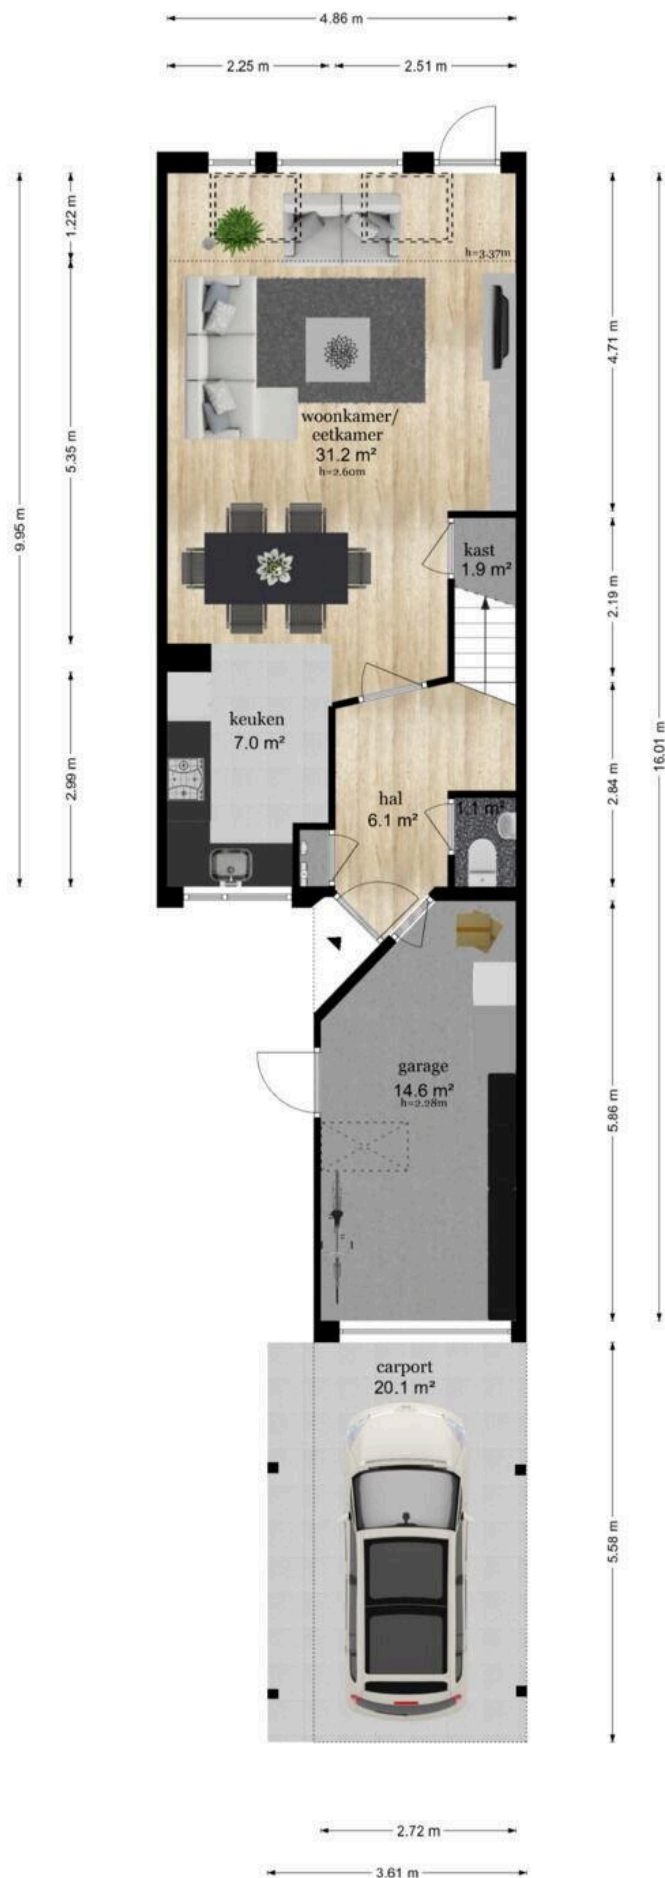 4.86 m
2.25 m
2.51 m
1.22 m
h=3.37m
4.71 m
5.35 m
9.95 m
woonkamer/
eetkamer
31.2 m²
h=2.60m
kast
1.9 m²
2.19 m
keuken
7.0 m²
2.99 m
hal
6.1 m²
1.1 m²
2.84 m
16.01 m
garage
14.6 m²
h=2.28m
5.86 m
carport
20.1 m²
5.58 m
2.72 m
3.61 m